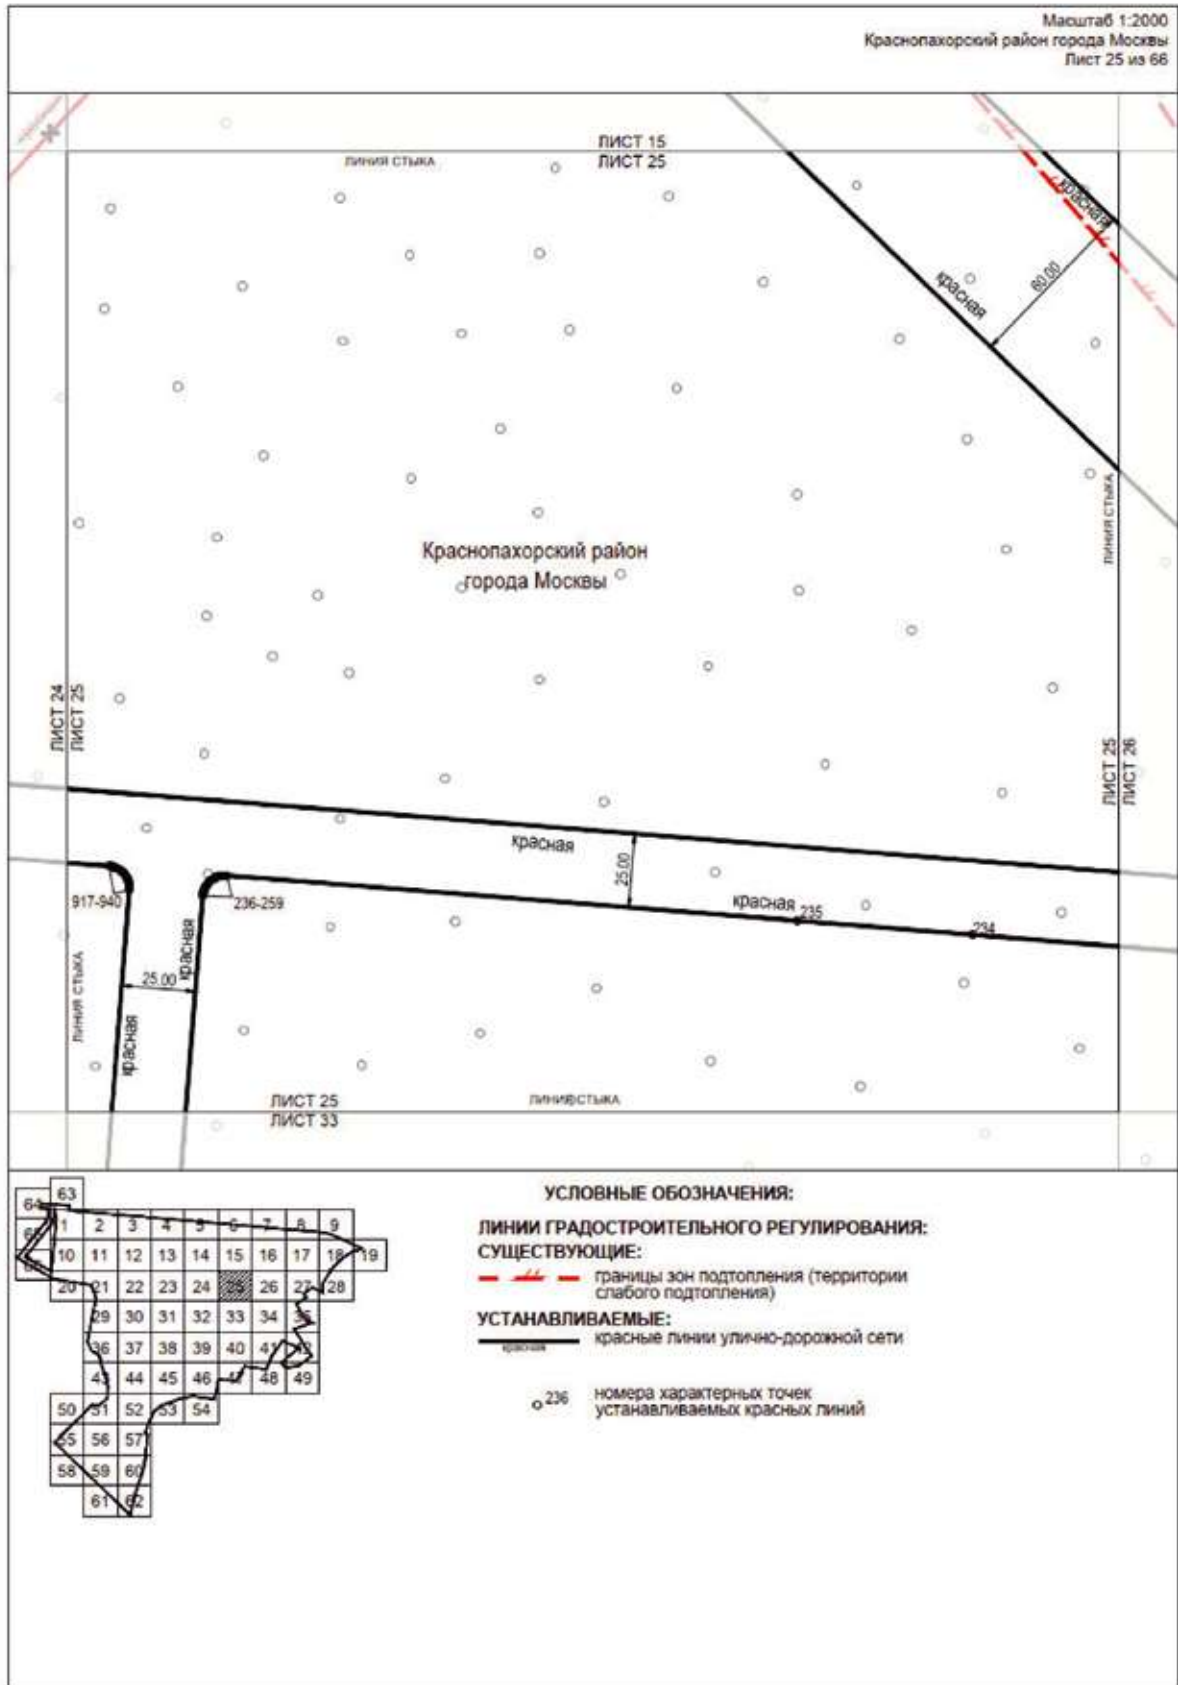 Масштаб 1:2000
Краснопахорский район города Москвы
Лист 25 из 66
ЛИСТ 15
ЛИНИЯ СТЫКА
ЛИСТ 25
красная
60.00
красная
ЛИНИЯ СТЫКА
Краснопахорский район
города Москвы
ЛИСТ 24
ЛИСТ 25
ЛИСТ 25
ЛИСТ 26
красная
25.00
917-940
236-259
красная
235
234
красная
25.00
ЛИНИЯ СТЫКА
красная
ЛИСТ 25
ЛИНИЯ СТЫКА
ЛИСТ 33
63
64
1 2 3 4 5 6 7 8 9
10 11 12 13 14 15 16 17 18 19
20 21 22 23 24 25 26 27 28
29 30 31 32 33 34 35
36 37 38 39 40 41 42
43 44 45 46 47 48 49
50 51 52 53 54
55 56 57
58 59 60
61 62
УСЛОВНЫЕ ОБОЗНАЧЕНИЯ:
ЛИНИИ ГРАДОСТРОИТЕЛЬНОГО РЕГУЛИРОВАНИЯ:
СУЩЕСТВУЮЩИЕ:
границы зон подтопления (территории
слабого подтопления)
УСТАНАВЛИВАЕМЫЕ:
красные линии улично-дорожной сети
красная
236 номера характерных точек
устанавливаемых красных линий